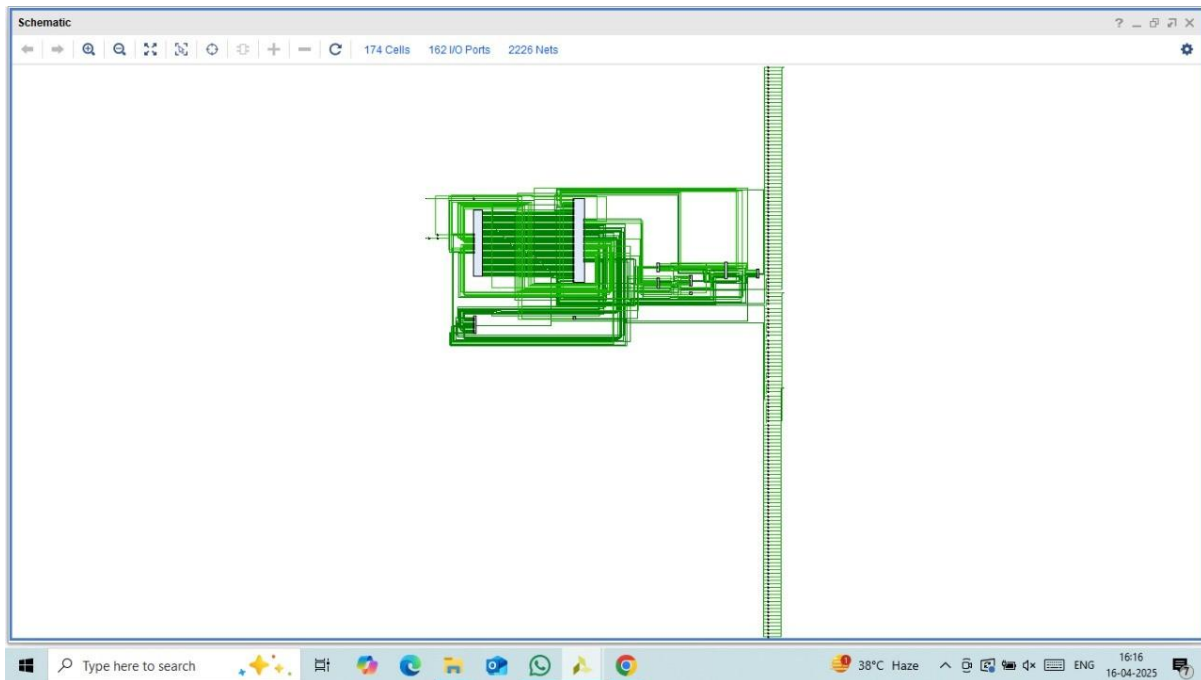 Schematic
174 Cells 162 I/O Ports 2226 Nets
Type here to search
38°C Haze
ENG
16:16
16-04-2025
7